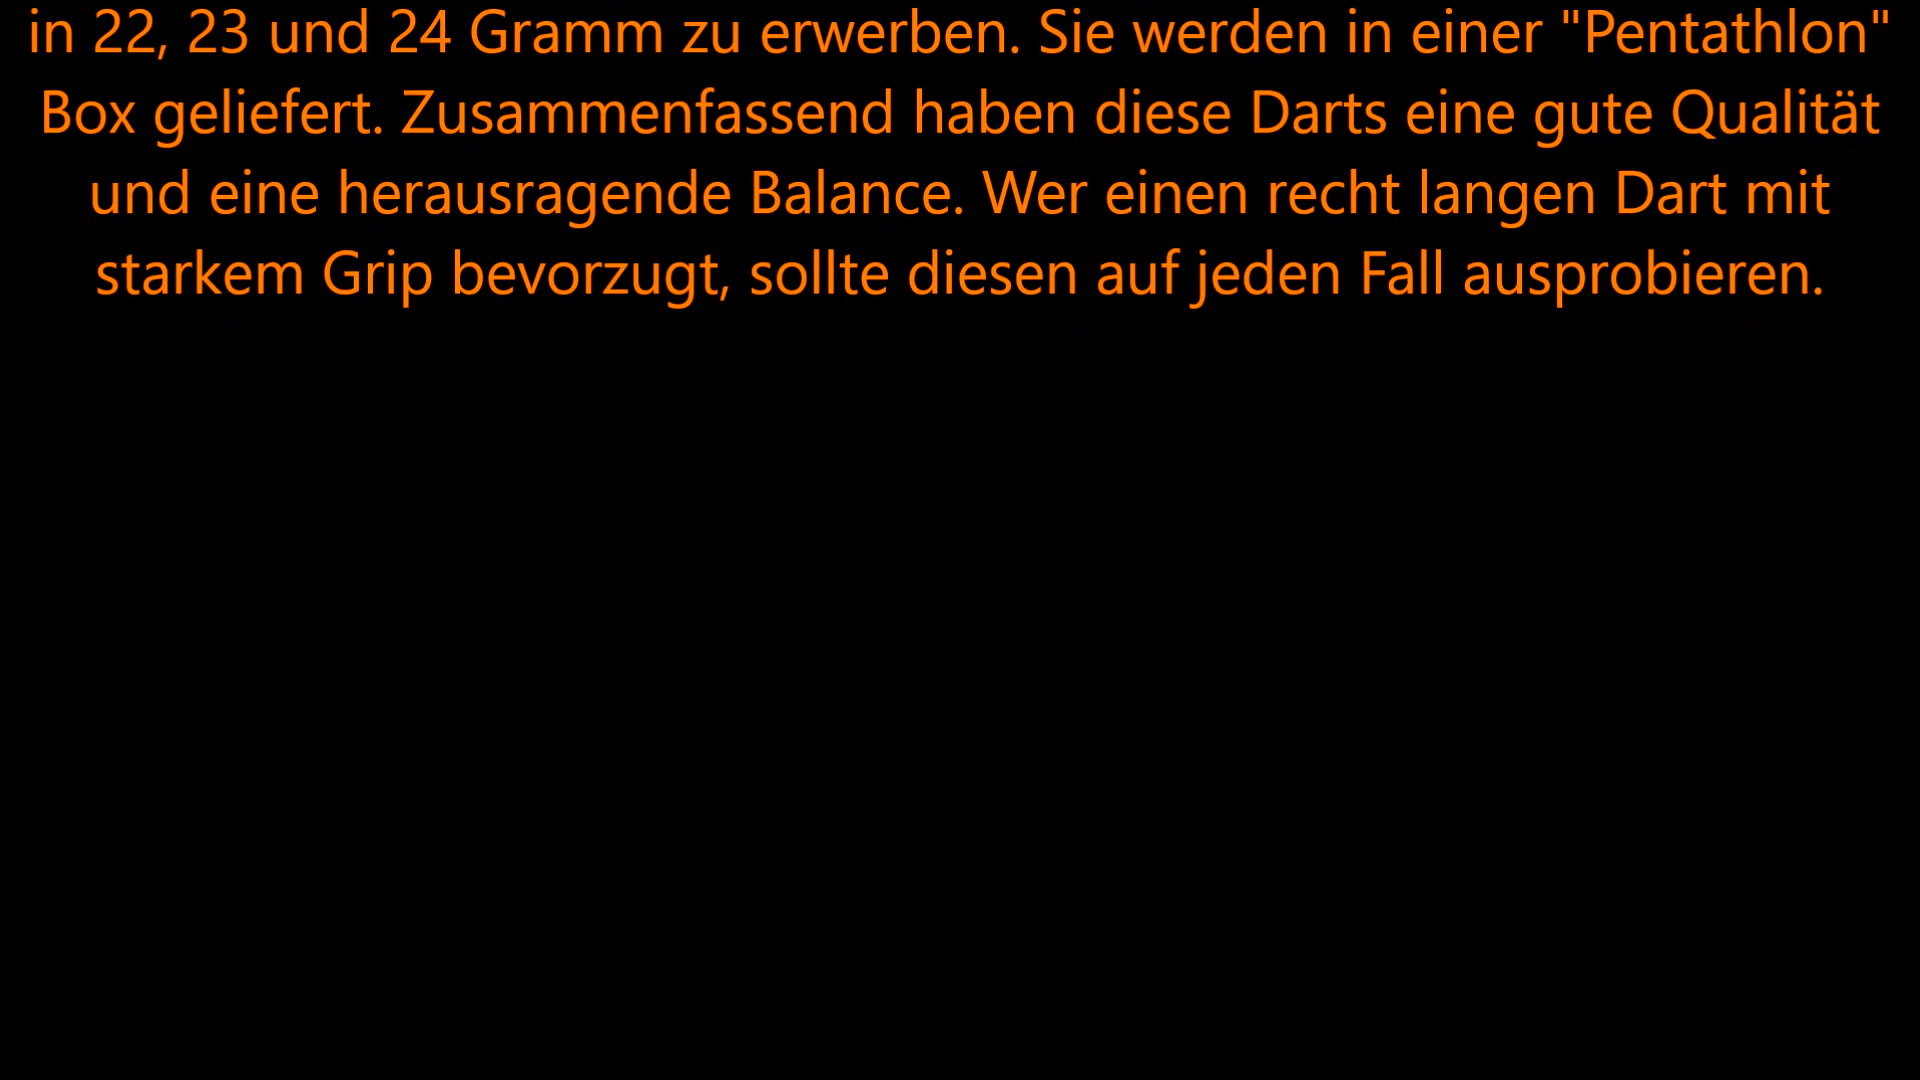 in 22, 23 und 24 Gramm zu erwerben. Sie werden in einer "Pentathlon"
Box geliefert. Zusammenfassend haben diese Darts eine gute Qualität
und eine herausragende Balance. Wer einen recht langen Dart mit
starkem Grip bevorzugt, sollte diesen auf jeden Fall ausprobieren.